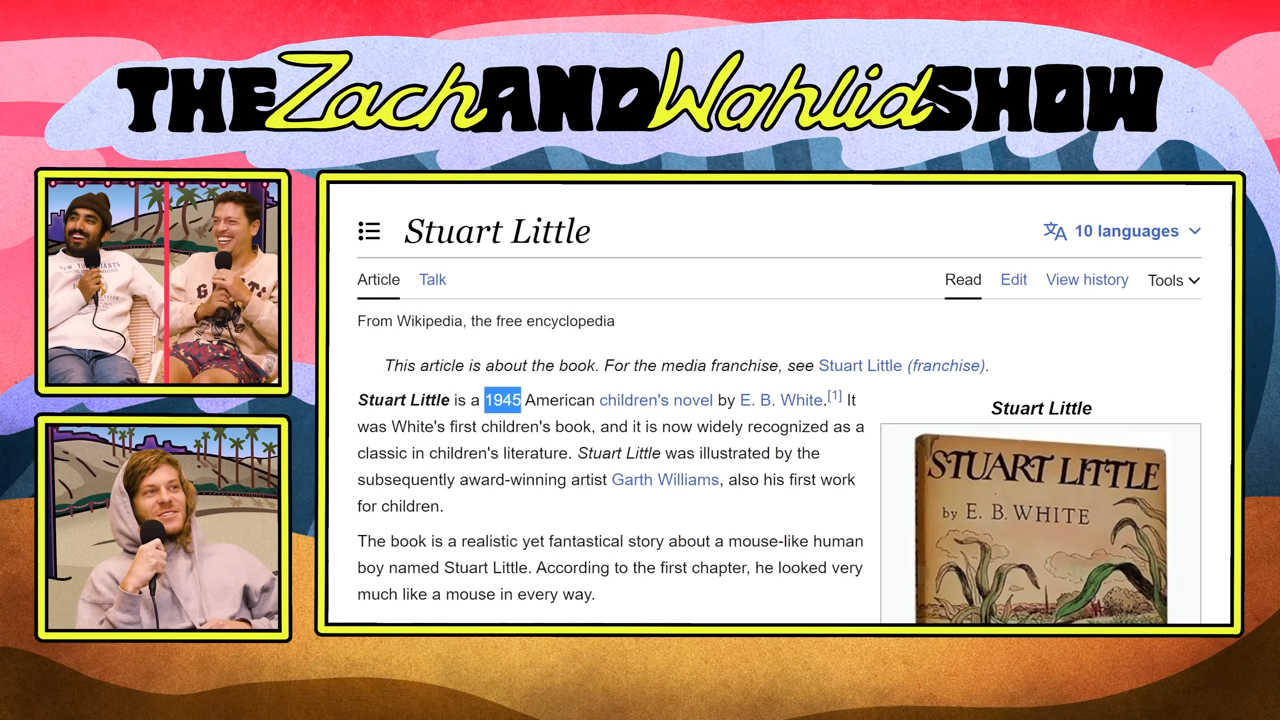 THE Zach AND Wahlid SHOW
Stuart Little
10 languages
Article Talk
Read Edit View history Tools
From Wikipedia, the free encyclopedia
This article is about the book. For the media franchise, see Stuart Little (franchise).
Stuart Little is a 1945 American children's novel by E. B. White.[1] It
was White's first children's book, and it is now widely recognized as a
classic in children's literature. Stuart Little was illustrated by the
subsequently award-winning artist Garth Williams, also his first work
for children.
The book is a realistic yet fantastical story about a mouse-like human
boy named Stuart Little. According to the first chapter, he looked very
much like a mouse in every way.
Stuart Little
STUART LITTLE
by E. B. WHITE